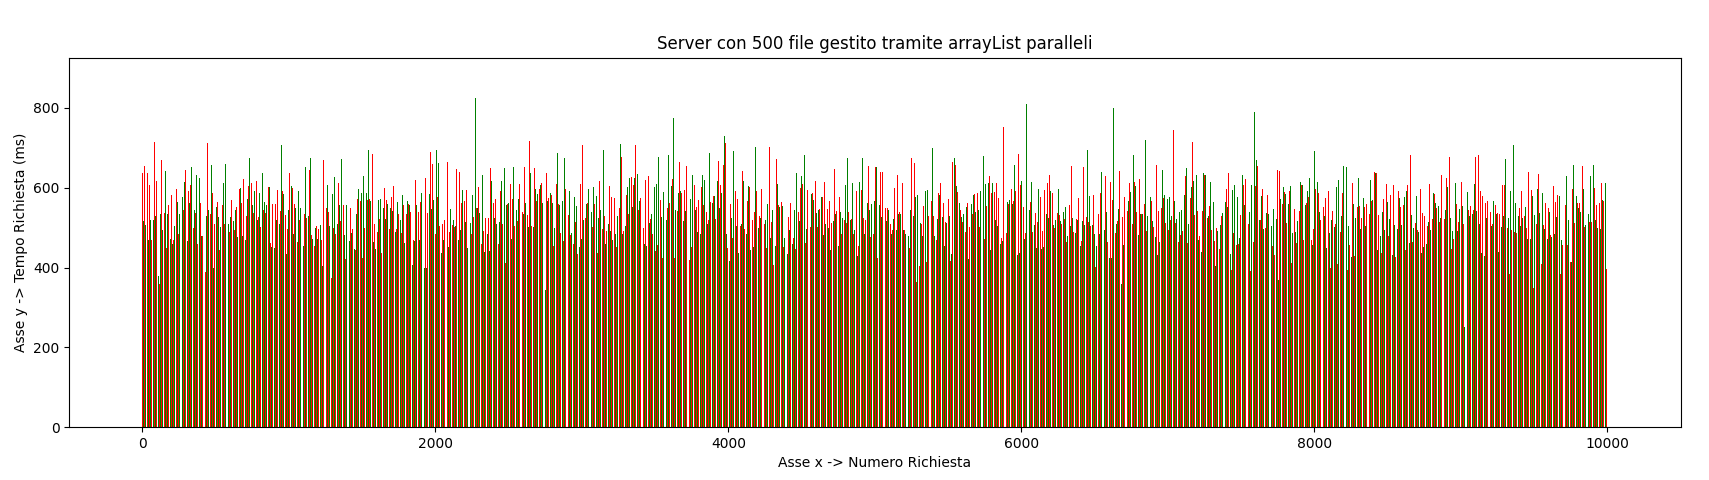 Server con 500 file gestito tramite arrayList paralleli
Asse y -> Tempo Richiesta (ms)
800
600
400
200
0
0 2000 4000 6000 8000 10000
Asse x -> Numero Richiesta